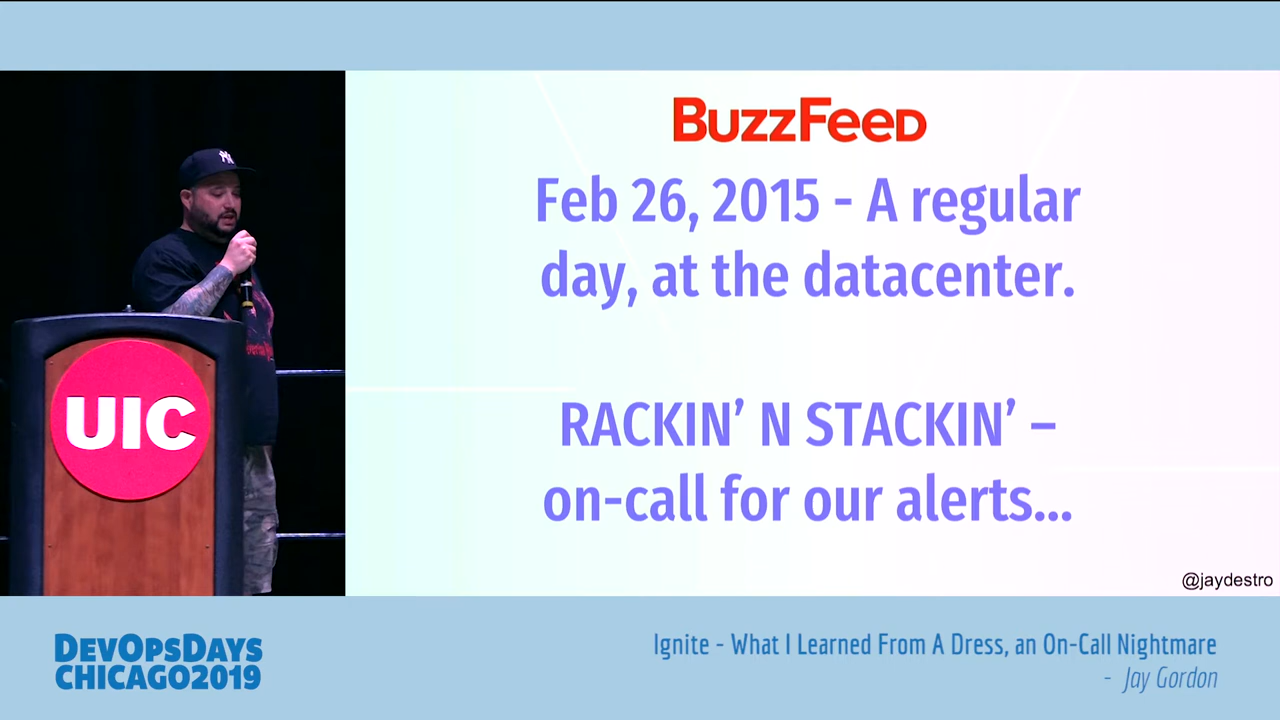 BUZZFEED
Feb 26, 2015 - A regular
day, at the datacenter.
RACKIN’ N STACKIN’ –
on-call for our alerts...
@jaydestro
UIC
DEVOPSDAYS
CHICAGO2019
Ignite - What I Learned From A Dress, an On-Call Nightmare
- Jay Gordon